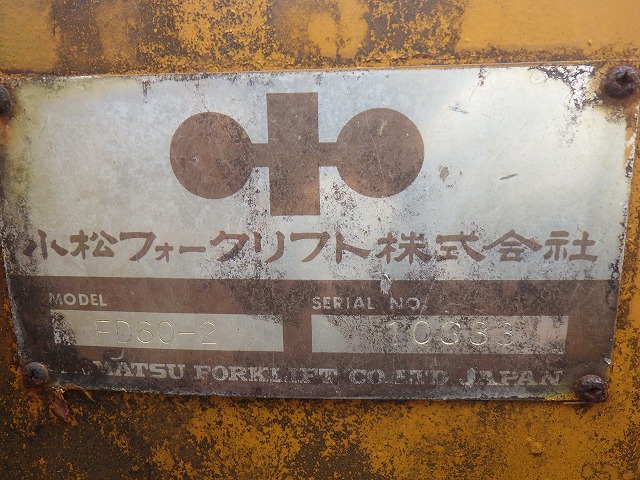 小松フォークリフト株式会社
MODEL SERIAL NO.
FD60-2 10333
KOMATSU FORKLIFT CO.LTD. JAPAN